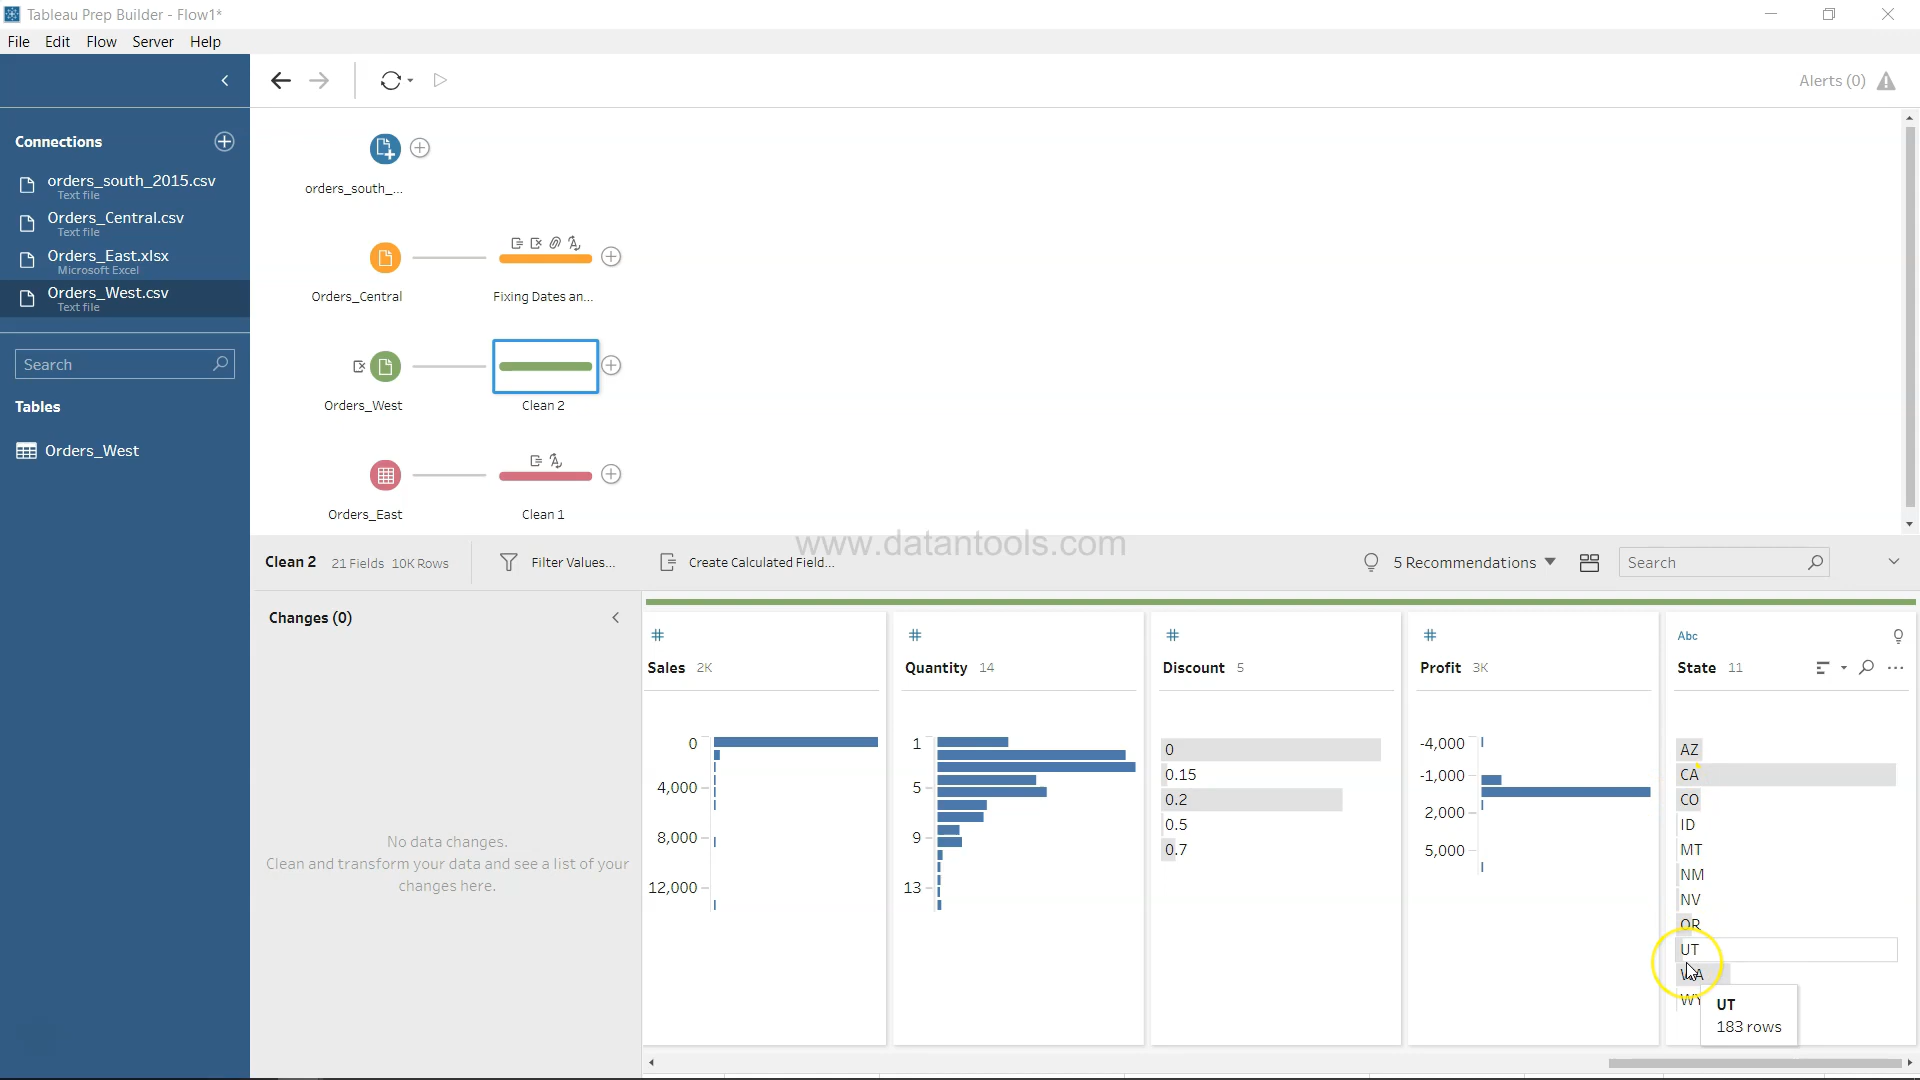 Tableau Prep Builder - Flow1*
File Edit Flow Server Help
Alerts (0)
Connections
orders_south_2015.csv
Text file
Orders_Central.csv
Text file
Orders_East.xlsx
Microsoft Excel
Orders_West.csv
Text file
Search
Tables
Orders_West
orders_south_...
Orders_Central
Fixing Dates an...
Orders_West
Clean 2
Orders_East
Clean 1
www.datantools.com
Clean 2 21 Fields 10K Rows
Filter Values...
Create Calculated Field...
5 Recommendations
Search
Changes (0)
No data changes.
Clean and transform your data and see a list of your
changes here.
#
Sales 2K
0
4,000
8,000
12,000
#
Quantity 14
1
5
9
13
#
Discount 5
0
0.15
0.2
0.5
0.7
#
Profit 3K
-4,000
-1,000
2,000
5,000
Abc
State 11
AZ
CA
CO
ID
MT
NM
NV
OR
UT
WA
WY
UT
183 rows